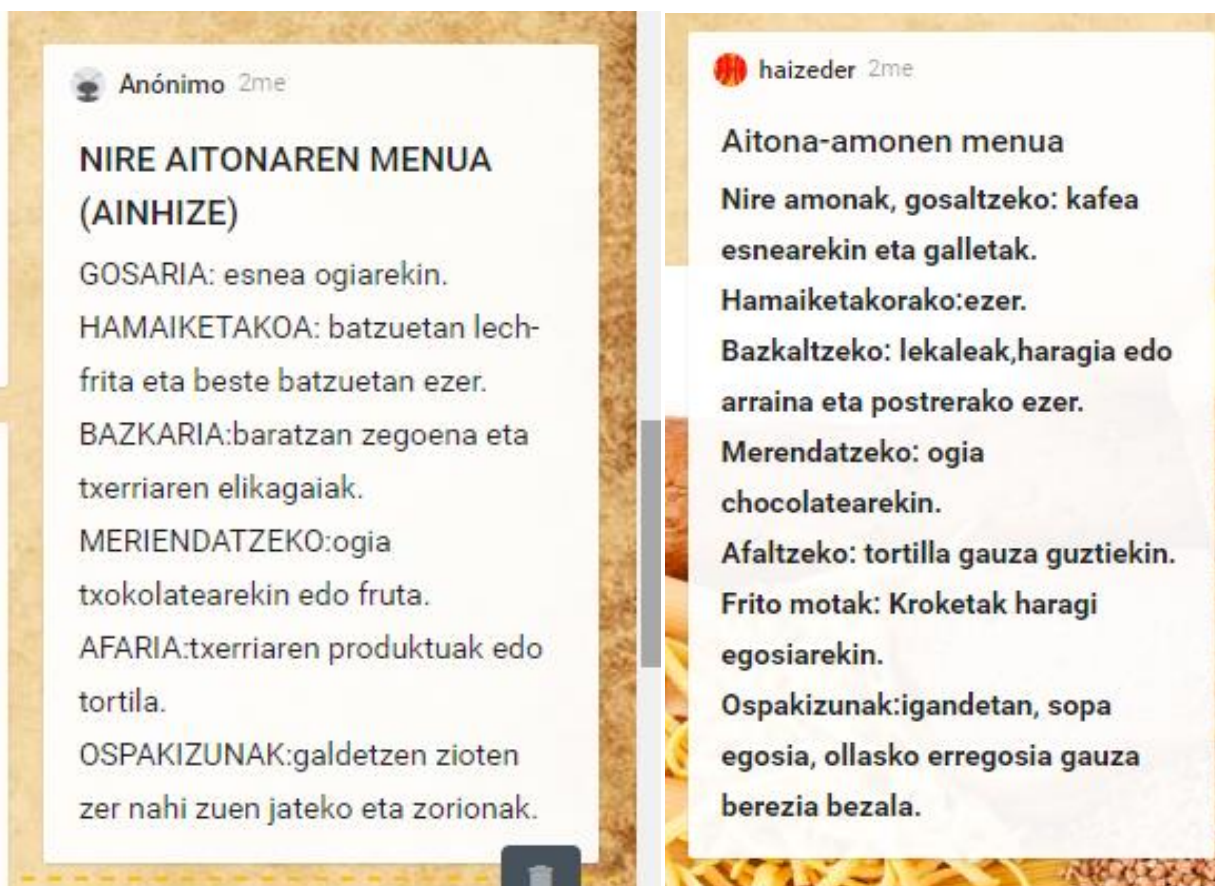 Anónimo 2me
NIRE AITONAREN MENUA
(AINHIZE)
GOSARIA: esnea ogiarekin.
HAMAIKETAKOA: batzuetan lech-
frita eta beste batzuetan ezer.
BAZKARIA:baratzan zegoena eta
txerriaren elikagaiak.
MERIENDATZEKO:ogia
txokolatearekin edo fruta.
AFARIA:txerriaren produktuak edo
tortila.
OSPAKIZUNAK:galdetzen zioten
zer nahi zuen jateko eta zorionak.
haizeder 2me
Aitona-amonen menua
Nire amonak, gosaltzeko: kafea
esnearekin eta galletak.
Hamaiketakorako:ezer.
Bazkaltzeko: lekaleak,haragia edo
arraina eta postrerako ezer.
Merendatzeko: ogia
chocolatearekin.
Afaltzeko: tortilla gauza guztiekin.
Frito motak: Kroketak haragi
egosiarekin.
Ospakizunak:igandetan, sopa
egosia, ollasko erregosia gauza
berezia bezala.